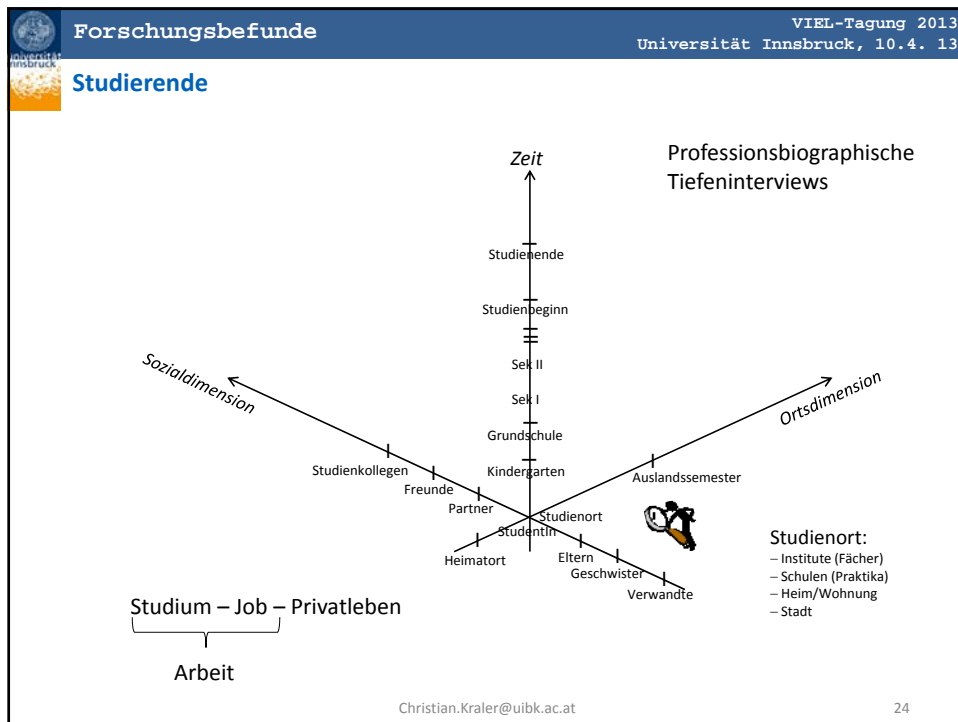 Forschungsbefunde
VIEL-Tagung 2013
Universität Innsbruck, 10.4. 13
universität
innsbruck
Studierende
Zeit
Professionsbiographische
Tiefeninterviews
Studienende
Studienbeginn
Sek II
Sek I
Grundschule
Kindergarten
Sozialdimension
Ortsdimension
Studienkollegen
Freunde
Partner
Auslandssemester
Studienort
StudentIn
Heimatort
Eltern
Geschwister
Verwandte
Studienort:
– Institute (Fächer)
– Schulen (Praktika)
– Heim/Wohnung
– Stadt
Studium – Job – Privatleben
Arbeit
Christian.Kraler@uibk.ac.at
24